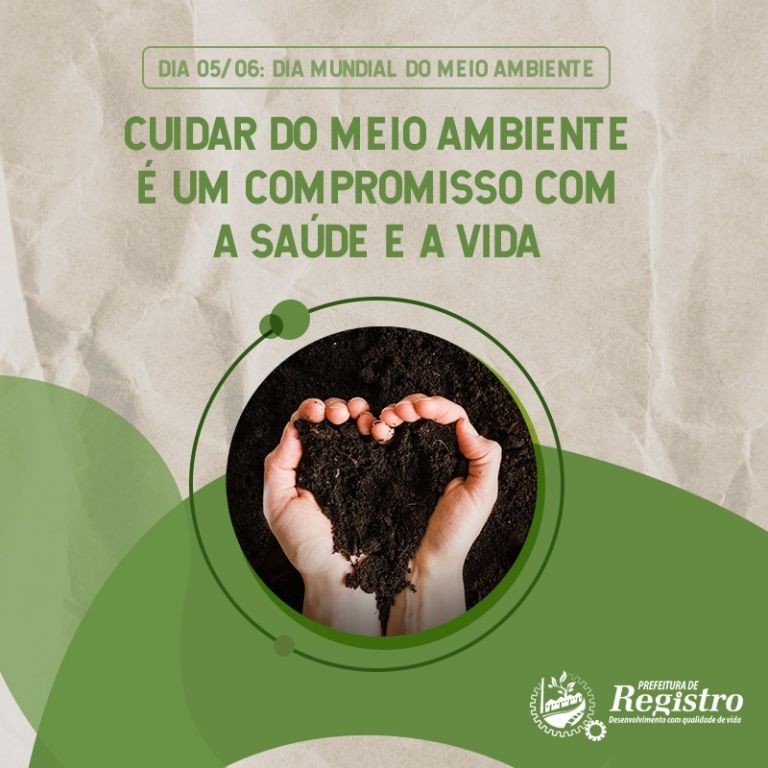 DIA 05/06: DIA MUNDIAL DO MEIO AMBIENTE
CUIDAR DO MEIO AMBIENTE
É UM COMPROMISSO COM
A SAÚDE E A VIDA
PREFEITURA DE
Registro
Desenvolvimento com qualidade de vida